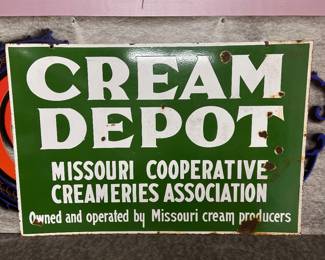 CREAM
DEPOT
MISSOURI COOPERATIVE
CREAMERIES ASSOCIATION
Owned and operated by Missouri cream producers